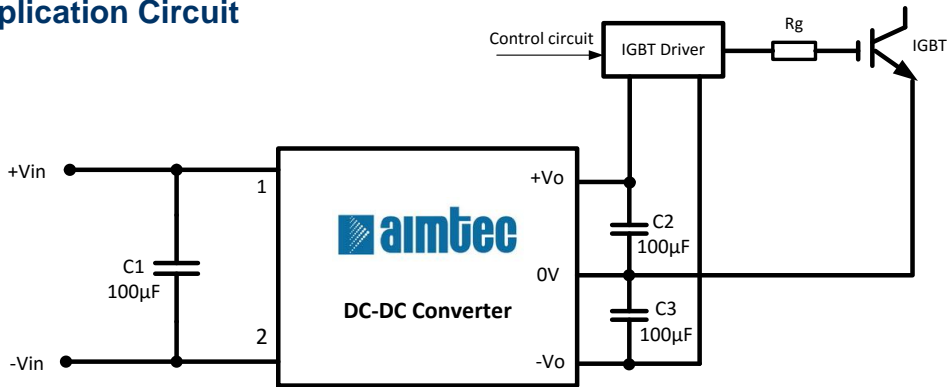 plication Circuit
Control circuit
IGBT Driver
Rg
IGBT
+Vin
1
+Vo
aimtec
C2
100µF
C1
100µF
0V
DC-DC Converter
C3
100µF
2
-Vin
-Vo